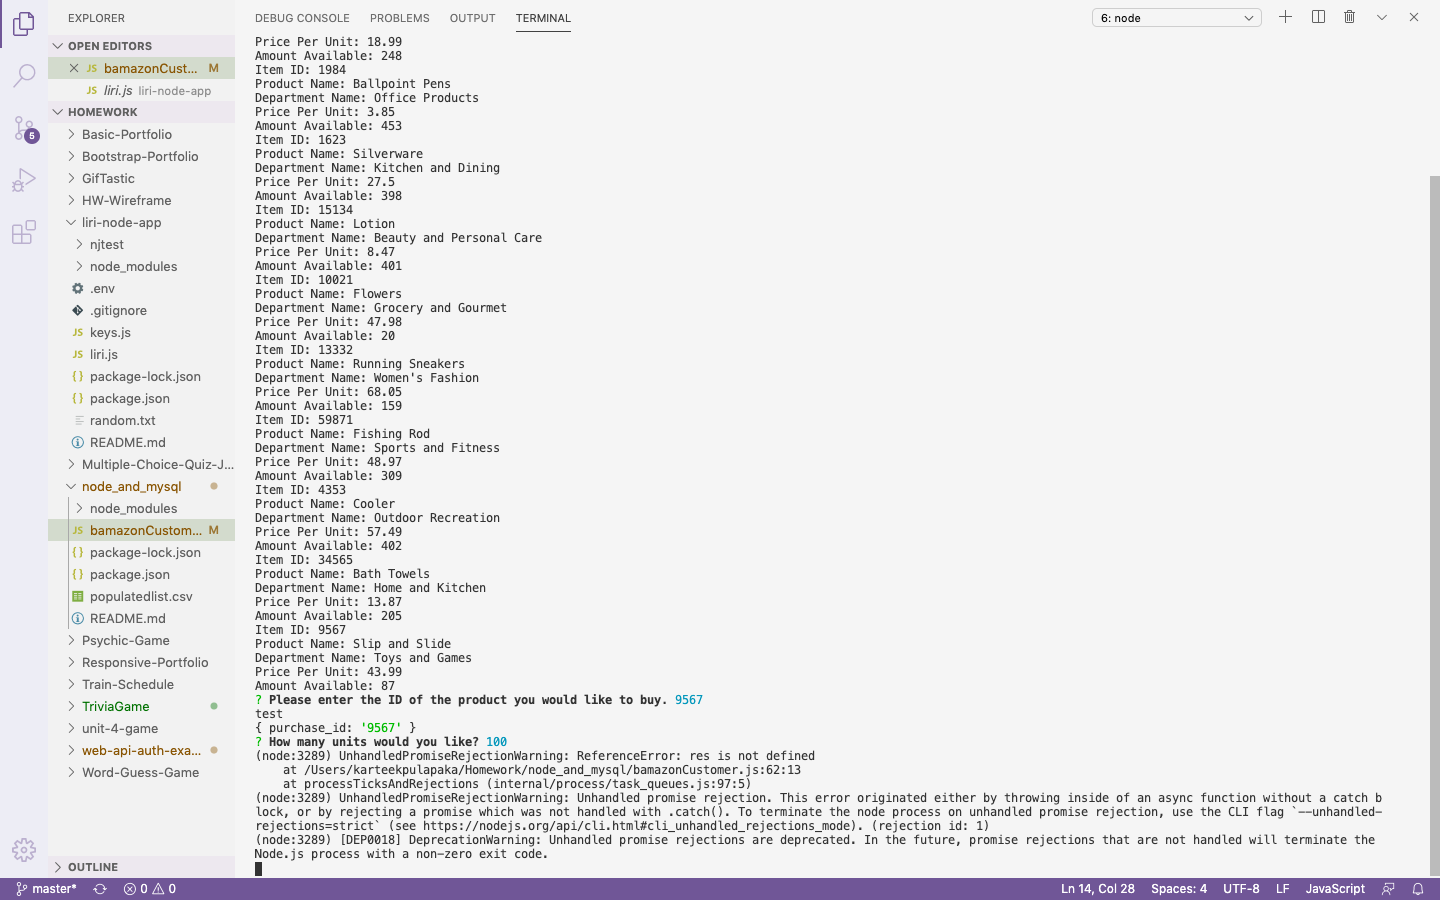 EXPLORER
OPEN EDITORS
JS bamazonCust... M
JS liri.js liri-node-app
HOMEWORK
Basic-Portfolio
Bootstrap-Portfolio
GifTastic
HW-Wireframe
liri-node-app
njtest
node_modules
.env
.gitignore
JS keys.js
JS liri.js
{} package-lock.json
{} package.json
random.txt
README.md
Multiple-Choice-Quiz-J...
node_and_mysql
node_modules
JS bamazonCustom... M
{} package-lock.json
{} package.json
populatedlist.csv
README.md
Psychic-Game
Responsive-Portfolio
Train-Schedule
TriviaGame
unit-4-game
web-api-auth-exa...
Word-Guess-Game
OUTLINE
5
DEBUG CONSOLE PROBLEMS OUTPUT TERMINAL 6: node
Price Per Unit: 18.99
Amount Available: 248
Item ID: 1984
Product Name: Ballpoint Pens
Department Name: Office Products
Price Per Unit: 3.85
Amount Available: 453
Item ID: 1623
Product Name: Silverware
Department Name: Kitchen and Dining
Price Per Unit: 27.5
Amount Available: 398
Item ID: 15134
Product Name: Lotion
Department Name: Beauty and Personal Care
Price Per Unit: 8.47
Amount Available: 401
Item ID: 10021
Product Name: Flowers
Department Name: Grocery and Gourmet
Price Per Unit: 47.98
Amount Available: 20
Item ID: 13332
Product Name: Running Sneakers
Department Name: Women's Fashion
Price Per Unit: 68.05
Amount Available: 159
Item ID: 59871
Product Name: Fishing Rod
Department Name: Sports and Fitness
Price Per Unit: 48.97
Amount Available: 309
Item ID: 4353
Product Name: Cooler
Department Name: Outdoor Recreation
Price Per Unit: 57.49
Amount Available: 402
Item ID: 34565
Product Name: Bath Towels
Department Name: Home and Kitchen
Price Per Unit: 13.87
Amount Available: 205
Item ID: 9567
Product Name: Slip and Slide
Department Name: Toys and Games
Price Per Unit: 43.99
Amount Available: 87
? Please enter the ID of the product you would like to buy. 9567
test
{ purchase_id: '9567' }
? How many units would you like? 100
(node:3289) UnhandledPromiseRejectionWarning: ReferenceError: res is not defined
    at /Users/karteekpulapaka/Homework/node_and_mysql/bamazonCustomer.js:62:13
    at processTicksAndRejections (internal/process/task_queues.js:97:5)
(node:3289) UnhandledPromiseRejectionWarning: Unhandled promise rejection. This error originated either by throwing inside of an async function without a catch b
lock, or by rejecting a promise which was not handled with .catch(). To terminate the node process on unhandled promise rejection, use the CLI flag `--unhandled-
rejections=strict` (see https://nodejs.org/api/cli.html#cli_unhandled_rejections_mode). (rejection id: 1)
(node:3289) [DEP0018] DeprecationWarning: Unhandled promise rejections are deprecated. In the future, promise rejections that are not handled will terminate the
Node.js process with a non-zero exit code.
master* 0 0 Ln 14, Col 28 Spaces: 4 UTF-8 LF JavaScript